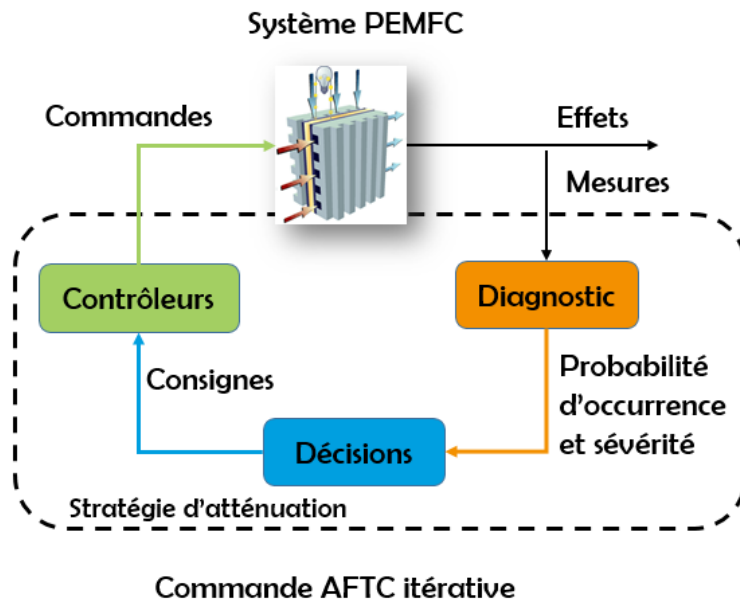 Système PEMFC
Commandes
Effets
Mesures
Contrôleurs
Diagnostic
Consignes
Probabilité
d'occurrence
et sévérité
Décisions
Stratégie d'atténuation
Commande AFTC itérative